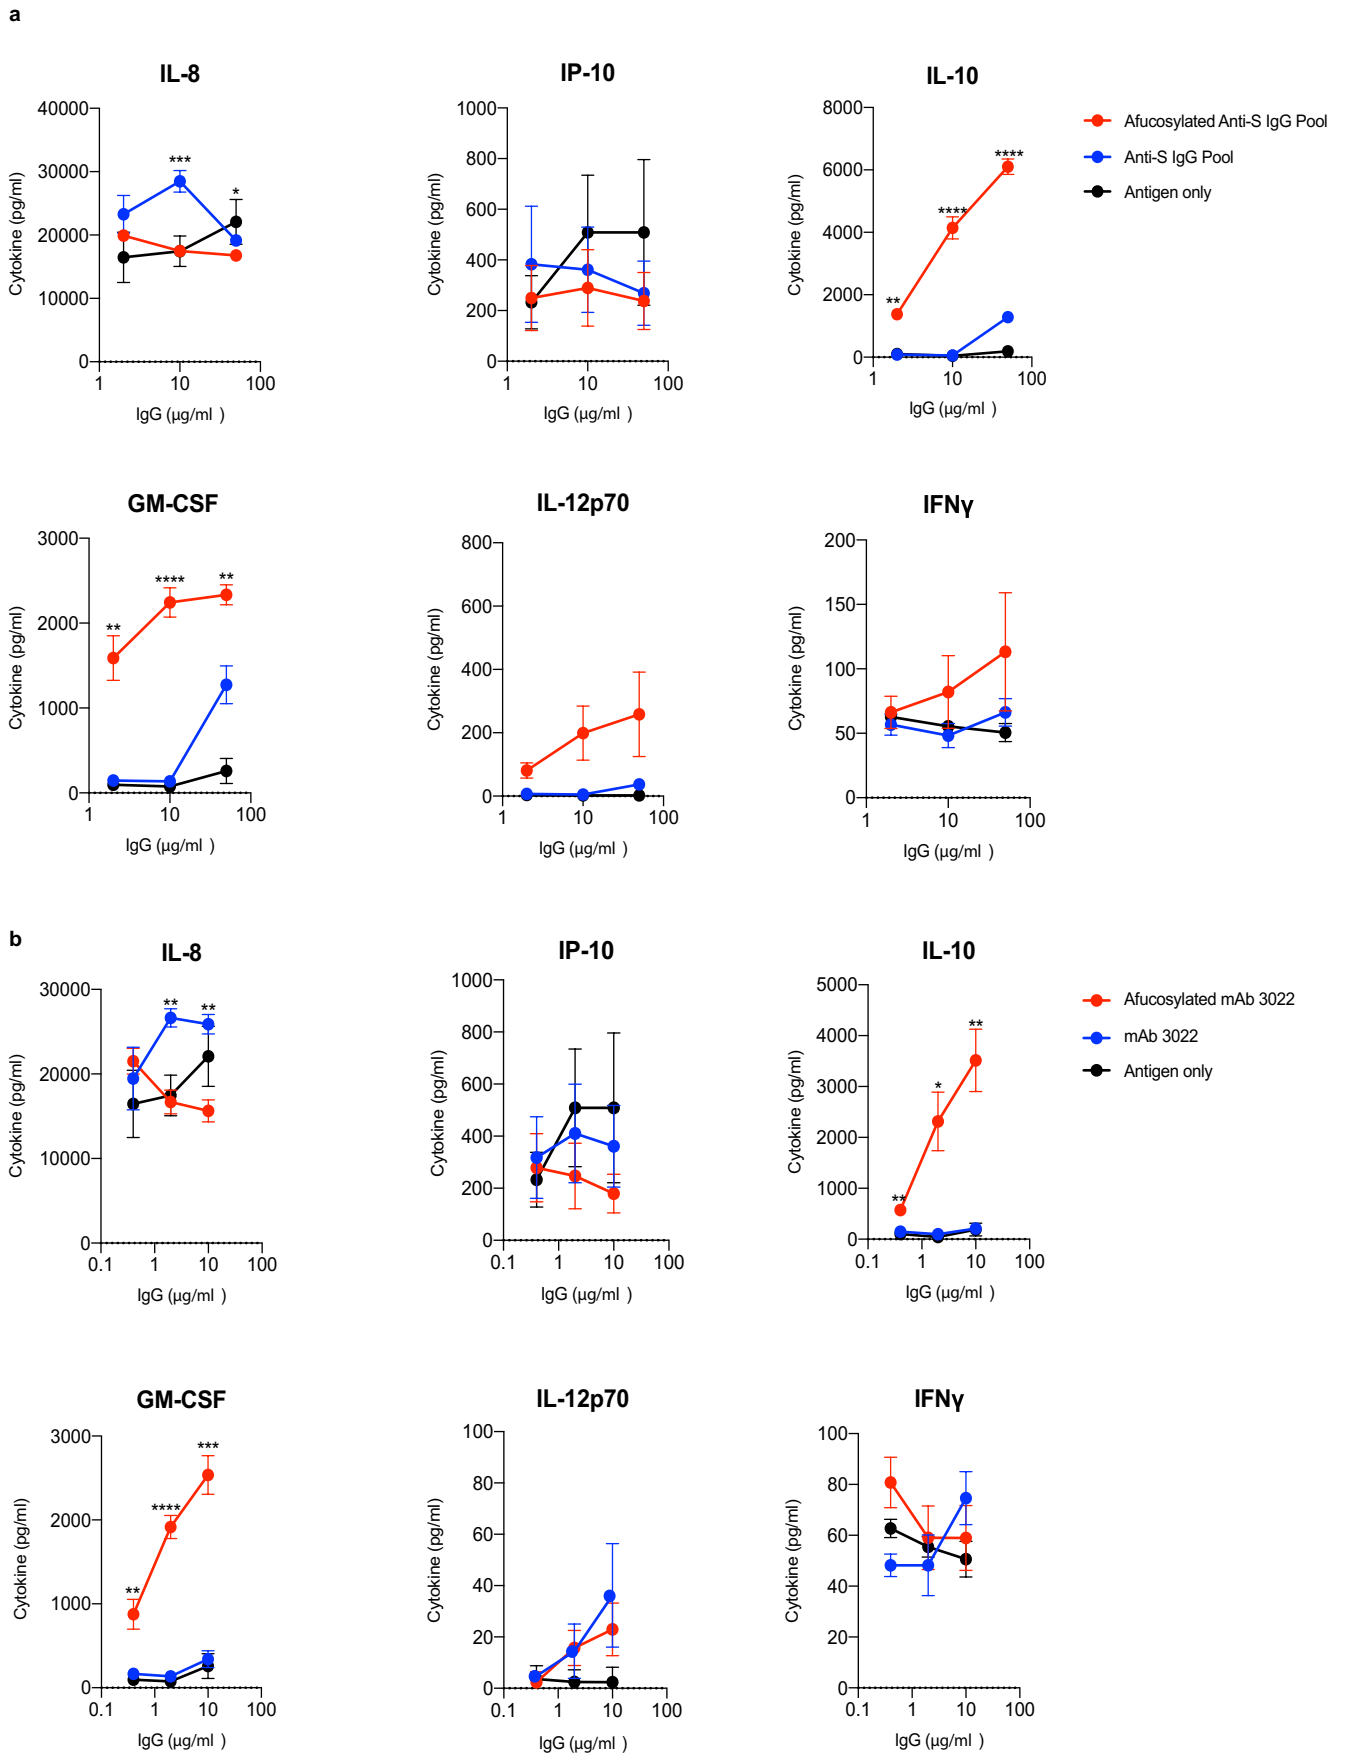 a
IL-8
40000
30000
20000
10000
0
Cytokine (pg/ml)
***
*
1
10
100
IgG (µg/ml )
IP-10
1000
800
600
400
200
0
Cytokine (pg/ml)
1
10
100
IgG (µg/ml )
IL-10
8000
6000
4000
2000
0
Cytokine (pg/ml)
**
****
****
1
10
100
IgG (µg/ml )
Afucosylated Anti-S IgG Pool
Anti-S IgG Pool
Antigen only
GM-CSF
3000
2000
1000
0
Cytokine (pg/ml)
**
****
**
1
10
100
IgG (µg/ml )
IL-12p70
800
600
400
200
0
Cytokine (pg/ml)
1
10
100
IgG (µg/ml )
IFNγ
200
150
100
50
0
Cytokine (pg/ml)
1
10
100
IgG (µg/ml )
b
IL-8
30000
20000
10000
0
Cytokine (pg/ml)
**
**
0.1
1
10
100
IgG (µg/ml )
IP-10
1000
800
600
400
200
0
Cytokine (pg/ml)
0.1
1
10
100
IgG (µg/ml )
IL-10
5000
4000
3000
2000
1000
0
Cytokine (pg/ml)
**
*
**
0.1
1
10
100
IgG (µg/ml )
Afucosylated mAb 3022
mAb 3022
Antigen only
GM-CSF
3000
2000
1000
0
Cytokine (pg/ml)
**
****
***
0.1
1
10
100
IgG (µg/ml )
IL-12p70
100
80
60
40
20
0
Cytokine (pg/ml)
0.1
1
10
100
IgG (µg/ml )
IFNγ
100
80
60
40
20
0
Cytokine (pg/ml)
0.1
1
10
100
IgG (µg/ml )